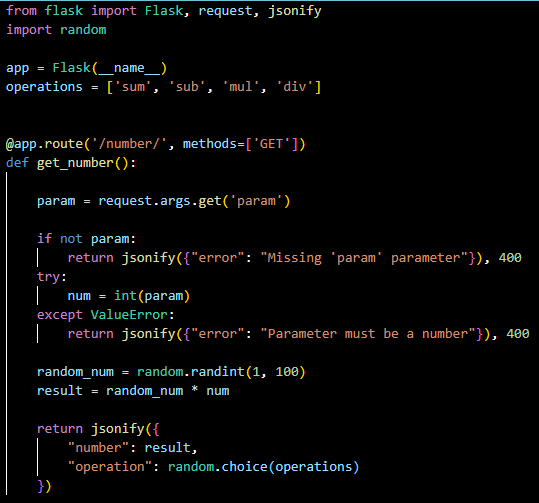 from flask import Flask, request, jsonify
import random

app = Flask(__name__)
operations = ['sum', 'sub', 'mul', 'div']


@app.route('/number/', methods=['GET'])
def get_number():

    param = request.args.get('param')

    if not param:
        return jsonify({"error": "Missing 'param' parameter"}), 400
    try:
        num = int(param)
    except ValueError:
        return jsonify({"error": "Parameter must be a number"}), 400

    random_num = random.randint(1, 100)
    result = random_num * num

    return jsonify({
        "number": result,
        "operation": random.choice(operations)
    })